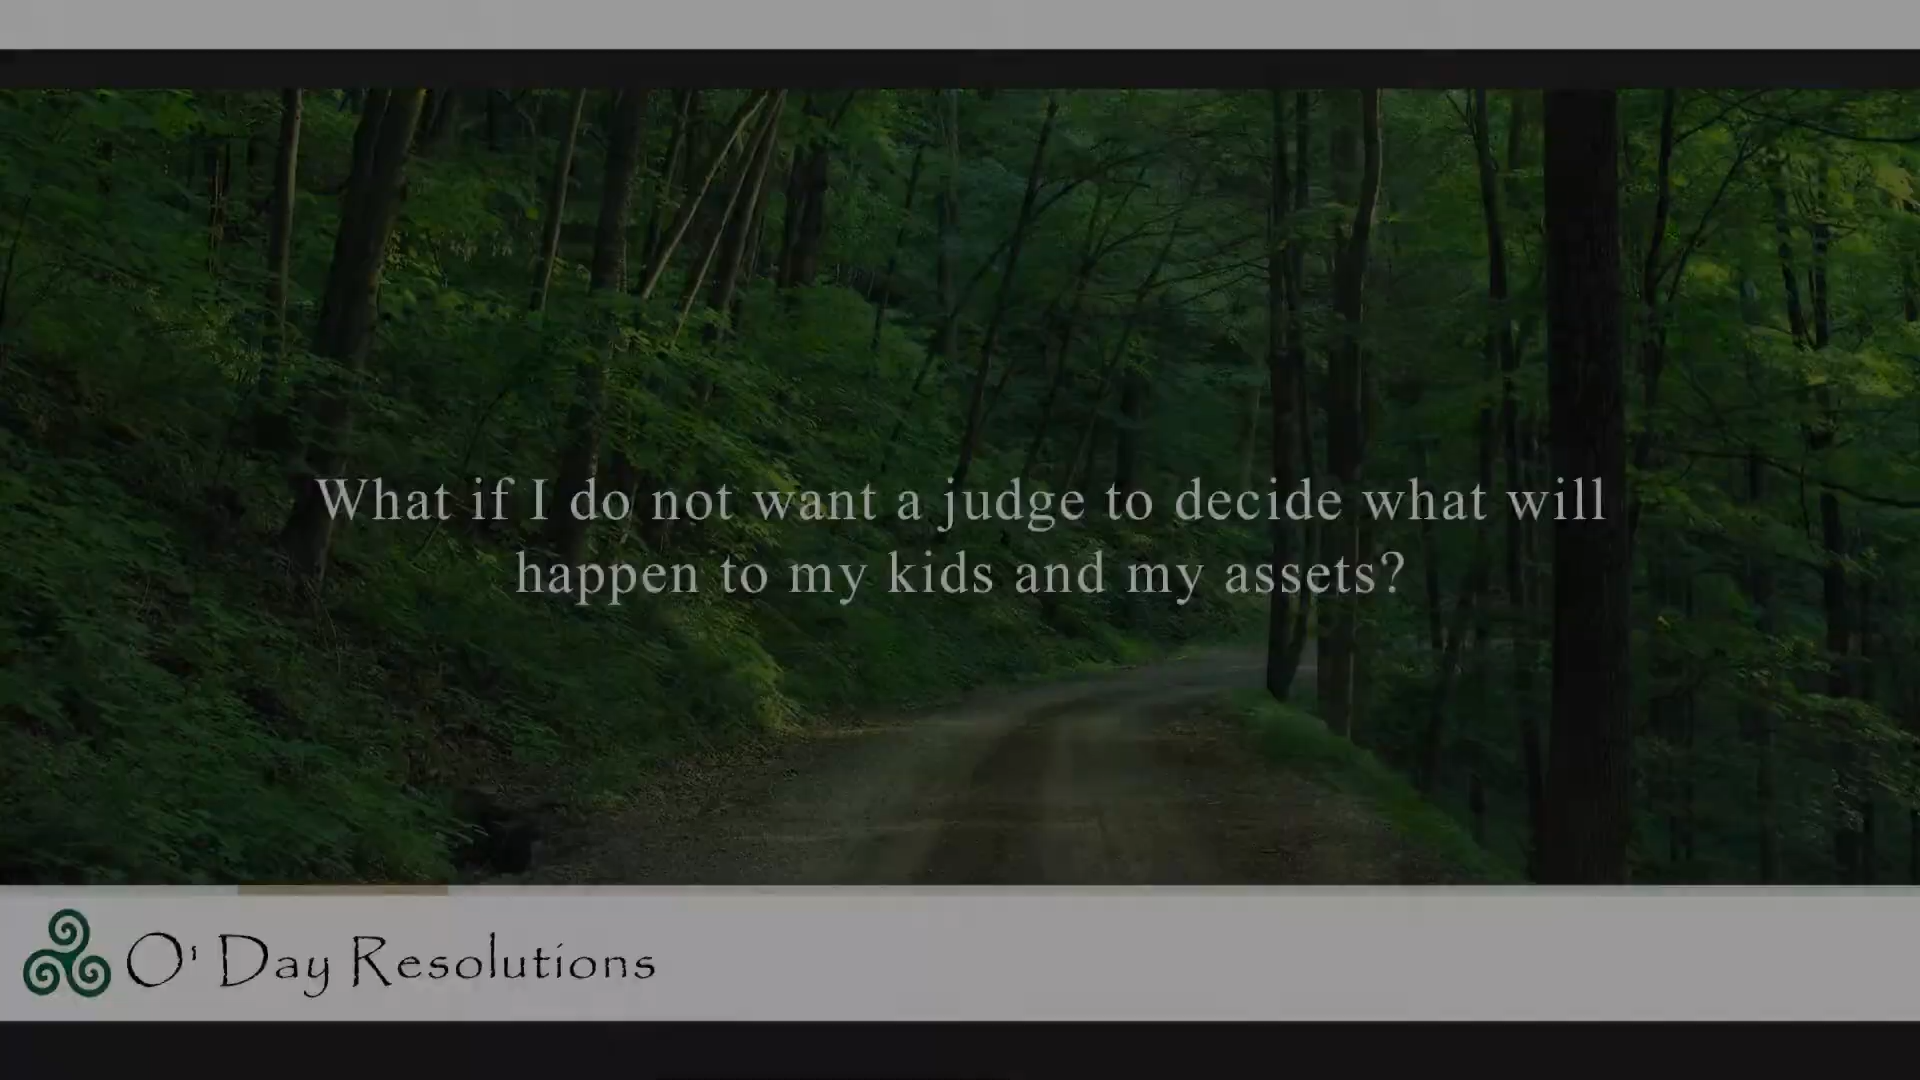 What if I do not want a judge to decide what will
happen to my kids and my assets?
O' Day Resolutions